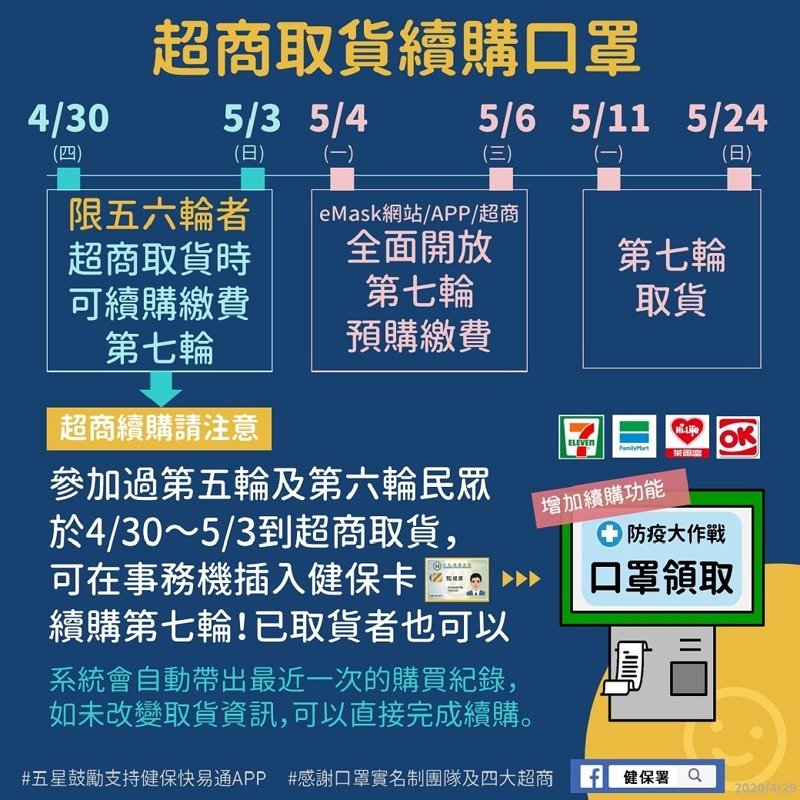 超商取貨續購口罩
4/30 5/3 5/4 5/6 5/11 5/24
(四) (日) (一) (三) (一) (日)
限五六輪者
超商取貨時
可續購繳費
第七輪
eMask網站/APP/超商
全面開放
第七輪
預購繳費
第七輪
取貨
超商續購請注意
參加過第五輪及第六輪民眾
於4/30～5/3到超商取貨，
可在事務機插入健保卡
續購第七輪！已取貨者也可以
系統會自動帶出最近一次的購買紀錄，
如未改變取貨資訊，可以直接完成續購。
7
ELEVEN
FamilyMart
Hi-Life
萊爾富
OK
增加續購功能
防疫大作戰
口罩領取
#五星鼓勵支持健保快易通APP #感謝口罩實名制團隊及四大超商
健保署
2020/4/29